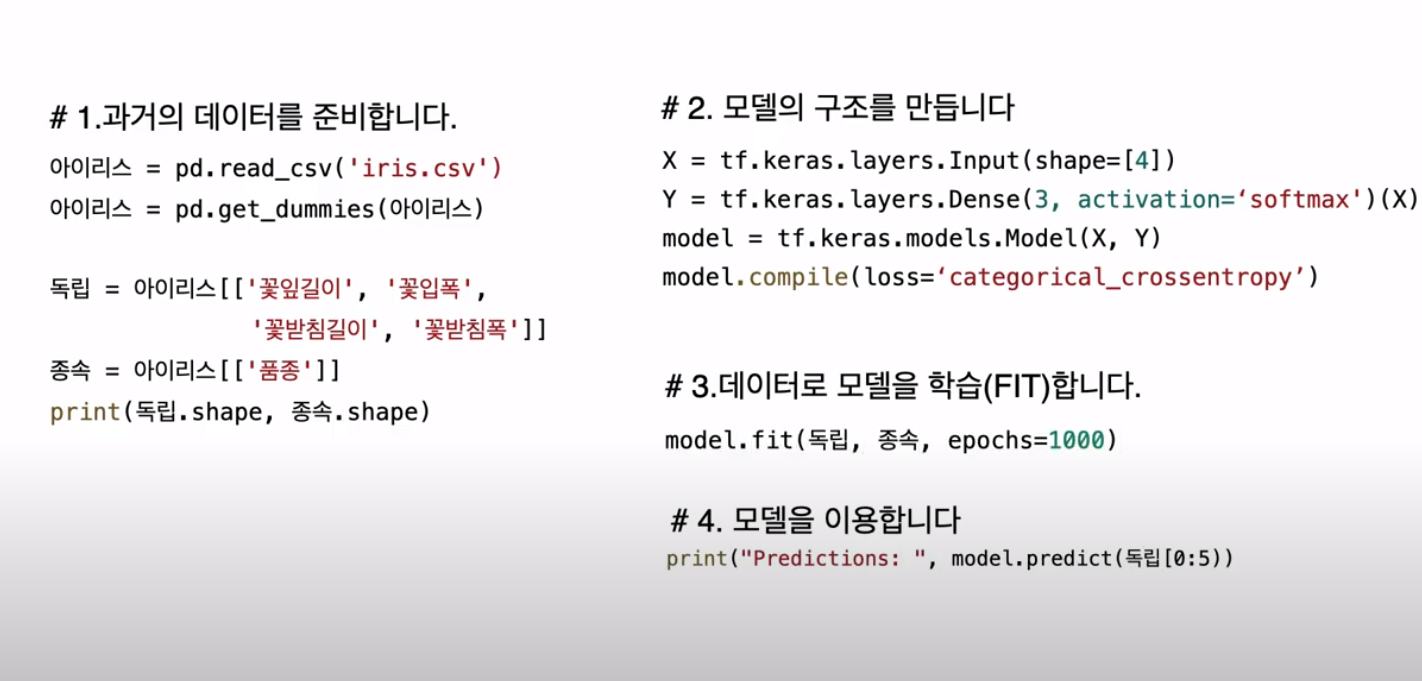 # 1.과거의 데이터를 준비합니다.
아이리스 = pd.read_csv('iris.csv')
아이리스 = pd.get_dummies(아이리스)
독립 = 아이리스[['꽃잎길이', '꽃입폭',
'꽃받침길이', '꽃받침폭']]
종속 = 아이리스[['품종']]
print(독립.shape, 종속.shape)
# 2. 모델의 구조를 만듭니다
X = tf.keras.layers.Input(shape=[4])
Y = tf.keras.layers.Dense(3, activation=‘softmax')(X)
model = tf.keras.models.Model(X, Y)
model.compile(loss=‘categorical_crossentropy’)
# 3.데이터로 모델을 학습(FIT)합니다.
model.fit(독립, 종속, epochs=1000)
# 4. 모델을 이용합니다
print("Predictions: ", model.predict(독립[0:5))